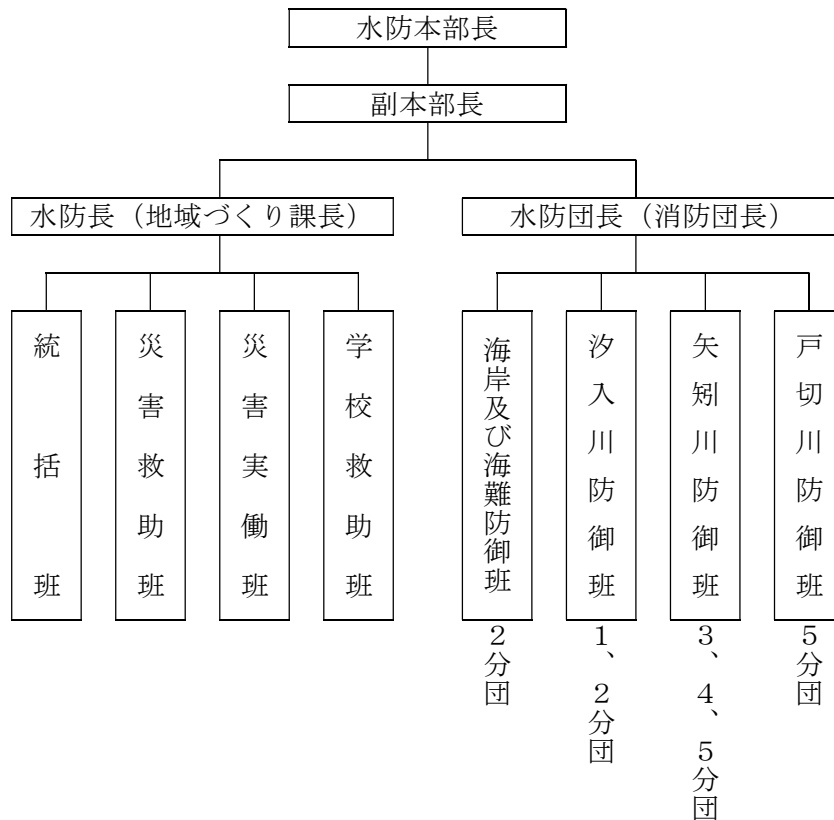 水防本部長
副本部長
水防長(地域づくり課長)
水防団長(消防団長)
統括班
災害救助班
災害実働班
学校救助班
海岸及び海難防御班
汐入川防御班
矢矧川防御班
戸切川防御班
2分団
1、2分団
3、4、5分団
5分団